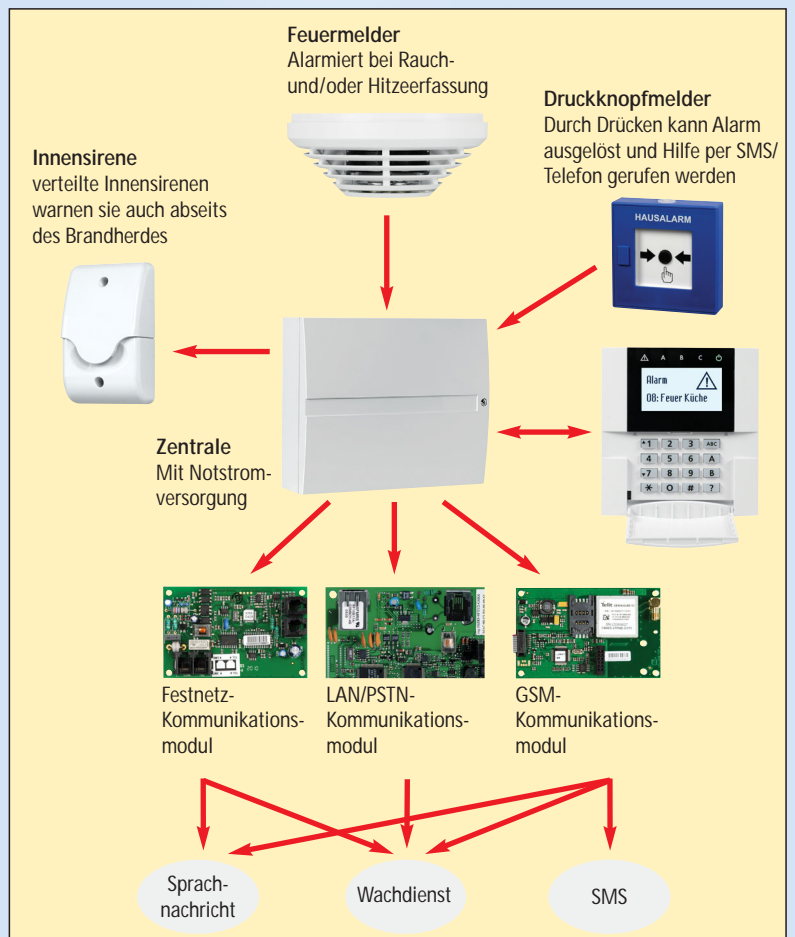 Feuermelder
Alarmiert bei Rauch-
und/oder Hitzeerfassung
Druckknopfmelder
Durch Drücken kann Alarm
ausgelöst und Hilfe per SMS/
Telefon gerufen werden
Innensirene
verteilte Innensirenen
warnen sie auch abseits
des Brandherdes
HAUSALARM
A B C
Alarm
08: Feuer Küche
1 2 3 ABC
4 5 6 A
7 8 9 B
* 0 # ?
Zentrale
Mit Notstrom-
versorgung
Telit
Festnetz-
Kommunikations-
modul
LAN/PSTN-
Kommunikations-
modul
GSM-
Kommunikations-
modul
Sprach-
nachricht
Wachdienst
SMS